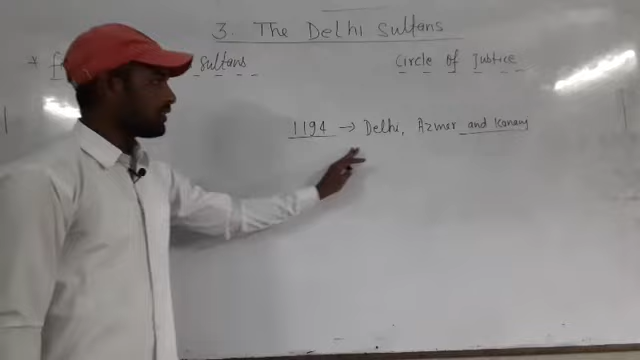 3. The Delhi Sultans
* Sultans
Circle of Justice
1194 → Delhi, Azmer and Kanauj